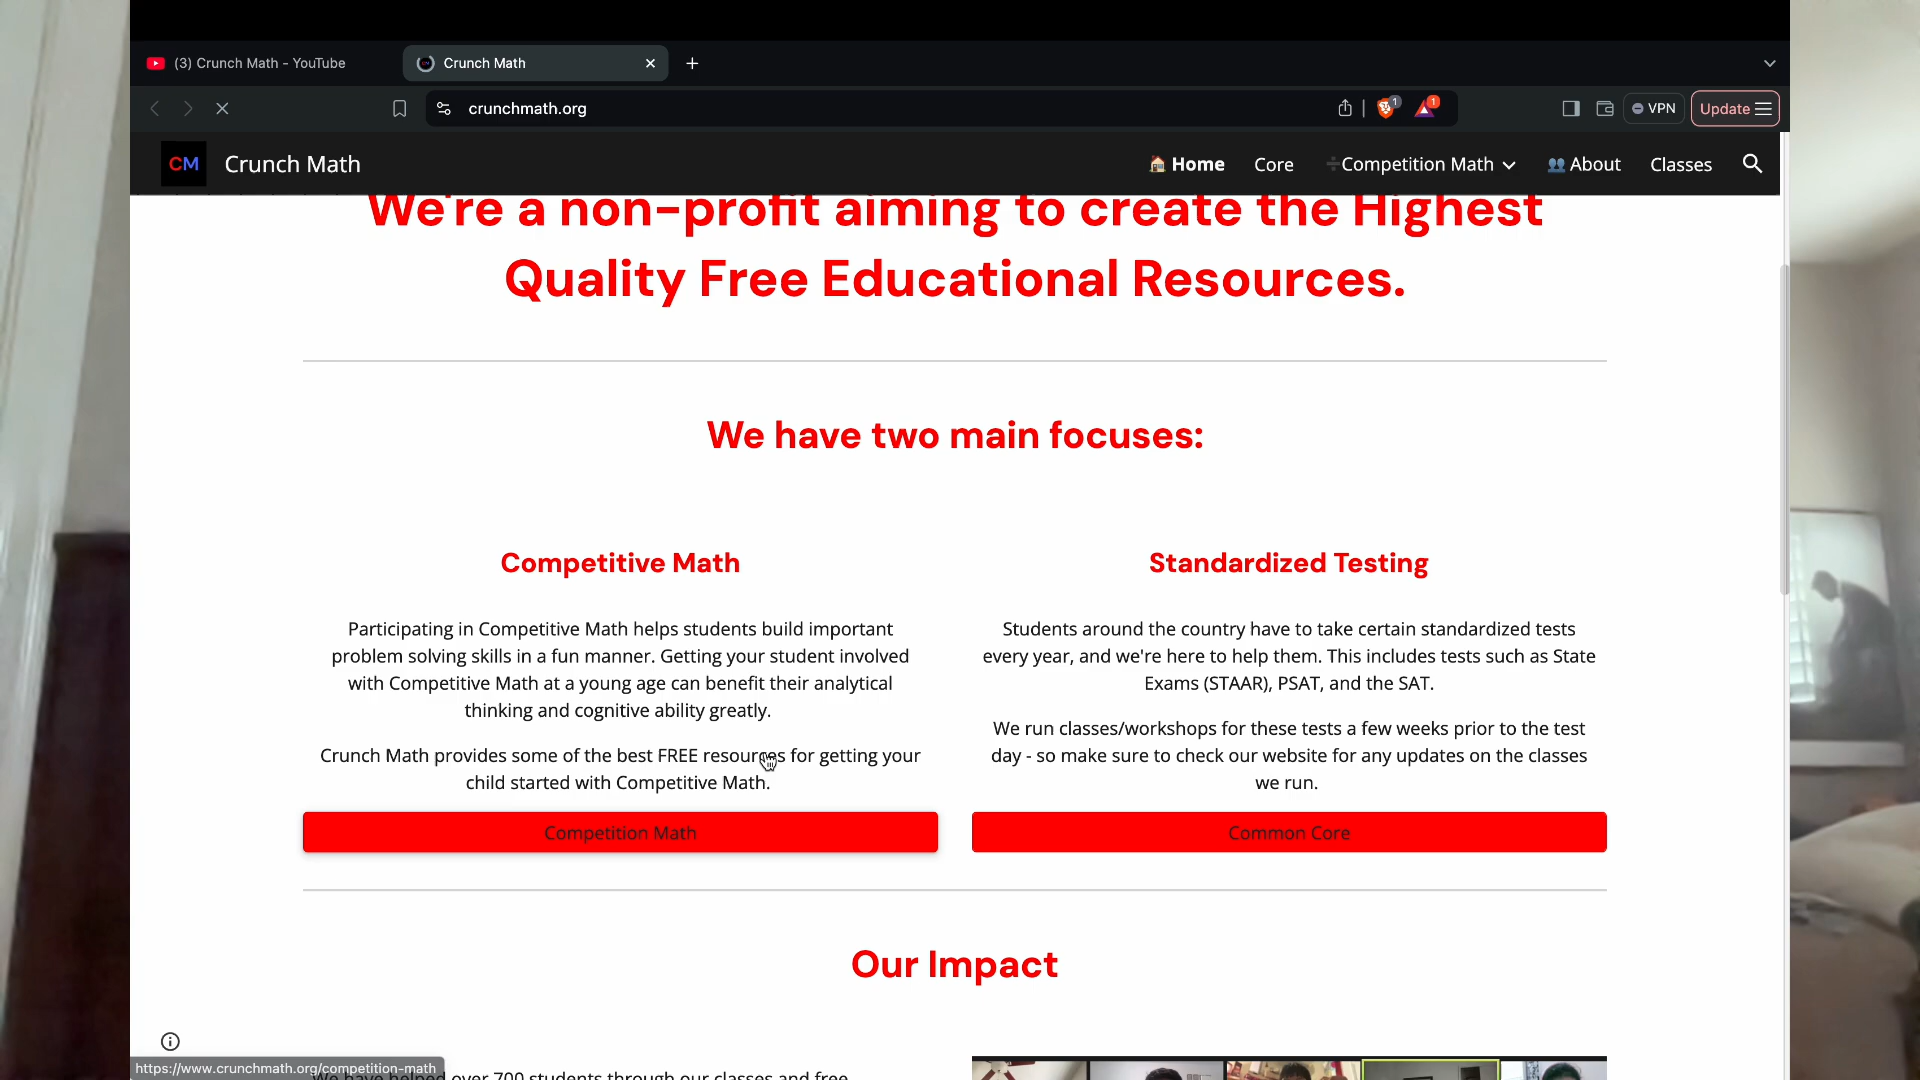 (3) Crunch Math - YouTube
Crunch Math
crunchmath.org
1
1
VPN
Update
CM
Crunch Math
Home
Core
Competition Math
About
Classes
We're a non-profit aiming to create the Highest
Quality Free Educational Resources.
We have two main focuses:
Competitive Math
Participating in Competitive Math helps students build important
problem solving skills in a fun manner. Getting your student involved
with Competitive Math at a young age can benefit their analytical
thinking and cognitive ability greatly.
Crunch Math provides some of the best FREE resources for getting your
child started with Competitive Math.
Competition Math
Standardized Testing
Students around the country have to take certain standardized tests
every year, and we're here to help them. This includes tests such as State
Exams (STAAR), PSAT, and the SAT.
We run classes/workshops for these tests a few weeks prior to the test
day - so make sure to check our website for any updates on the classes
we run.
Common Core
Our Impact
We have helped over 700 students through our classes and free
https://www.crunchmath.org/competition-math